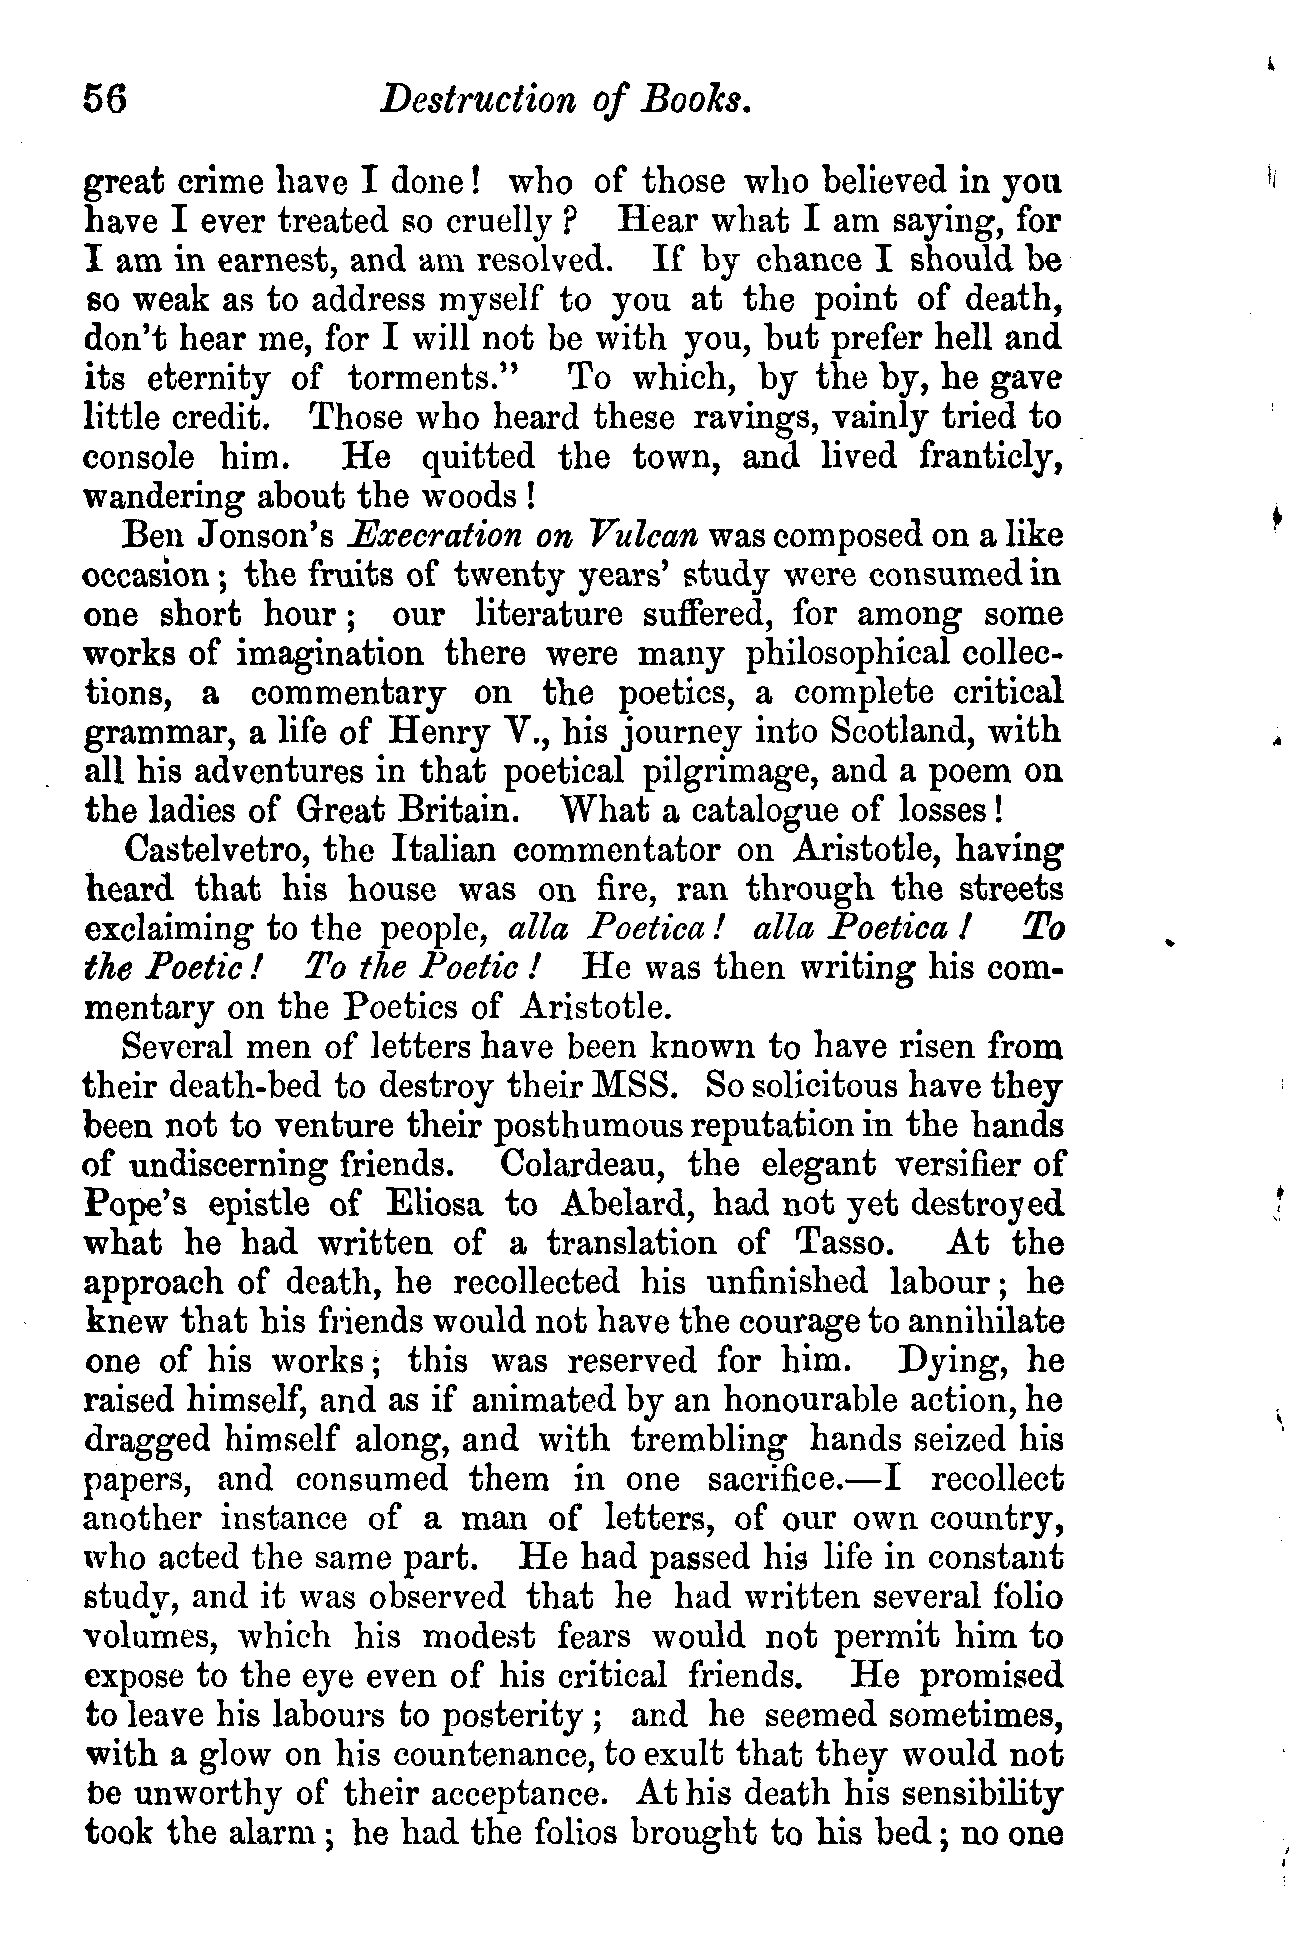 56 Destruction of Books.
great crime have I done! who of those who believed in you
have I ever treated so cruelly? Hear what I am saying, for
I am in earnest, and am resolved. If by chance I should be
so weak as to address myself to you at the point of death,
don't hear me, for I will not be with you, but prefer hell and
its eternity of torments." To which, by the by, he gave
little credit. Those who heard these ravings, vainly tried to
console him. He quitted the town, and lived franticly,
wandering about the woods!
Ben Jonson's Execration on Vulcan was composed on a like
occasion; the fruits of twenty years' study were consumed in
one short hour; our literature suffered, for among some
works of imagination there were many philosophical collec-
tions, a commentary on the poetics, a complete critical
grammar, a life of Henry V., his journey into Scotland, with
all his adventures in that poetical pilgrimage, and a poem on
the ladies of Great Britain. What a catalogue of losses!
Castelvetro, the Italian commentator on Aristotle, having
heard that his house was on fire, ran through the streets
exclaiming to the people, alla Poetica! alla Poetica! To
the Poetic! To the Poetic! He was then writing his com-
mentary on the Poetics of Aristotle.
Several men of letters have been known to have risen from
their death-bed to destroy their MSS. So solicitous have they
been not to venture their posthumous reputation in the hands
of undiscerning friends. Colardeau, the elegant versifier of
Pope's epistle of Eliosa to Abelard, had not yet destroyed
what he had written of a translation of Tasso. At the
approach of death, he recollected his unfinished labour; he
knew that his friends would not have the courage to annihilate
one of his works; this was reserved for him. Dying, he
raised himself, and as if animated by an honourable action, he
dragged himself along, and with trembling hands seized his
papers, and consumed them in one sacrifice.—I recollect
another instance of a man of letters, of our own country,
who acted the same part. He had passed his life in constant
study, and it was observed that he had written several folio
volumes, which his modest fears would not permit him to
expose to the eye even of his critical friends. He promised
to leave his labours to posterity; and he seemed sometimes,
with a glow on his countenance, to exult that they would not
be unworthy of their acceptance. At his death his sensibility
took the alarm; he had the folios brought to his bed; no one